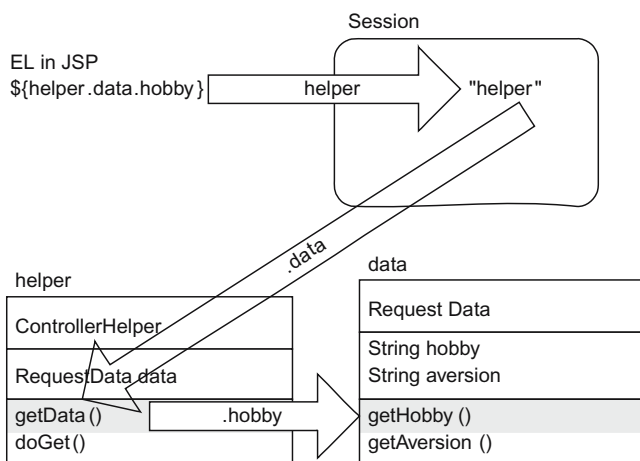 Session
EL in JSP
${helper.data.hobby}
helper
"helper"
.data
helper
ControllerHelper
RequestData data
getData()
doGet()
.hobby
data
Request Data
String hobby
String aversion
getHobby ()
getAversion ()